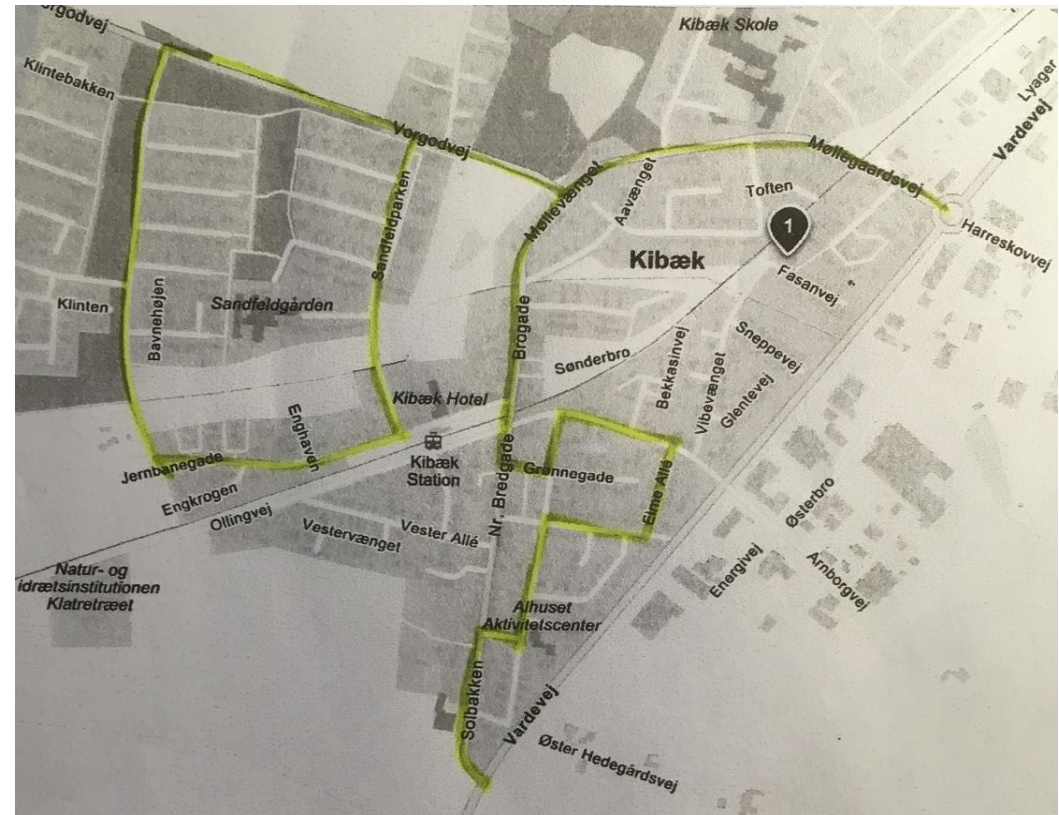 orgodvej
Kibæk Skole
Klintebakken
Lyager
Vardevej
Vorgodvej
Møllegaardsvej
Møllevænget
Aavænget
Toftenv
1
Harreskovvej
Sandfeldparken
Kibæk
Fasanvej
Klinten
Bavnehøjen
Sandfeldgården
Brogade
Sønderbro
Bekkasinvej
Sneppevej
Vibevænget
Glentevej
Kibæk Hotel
Enghaven
Kibæk
Station
Jernbanegade
Engkrogen
Ollingvej
Nr. Bredgade
Grønnegade
Elme Allé
Østerbro
Vestervænget
Vester Allé
Energivej
Arnborgvej
Natur- og
idrætsinstitutionen
Klatretræet
Alhuset
Aktivitetscenter
Solbakken
Vardevej
Øster Hedegårdsvej